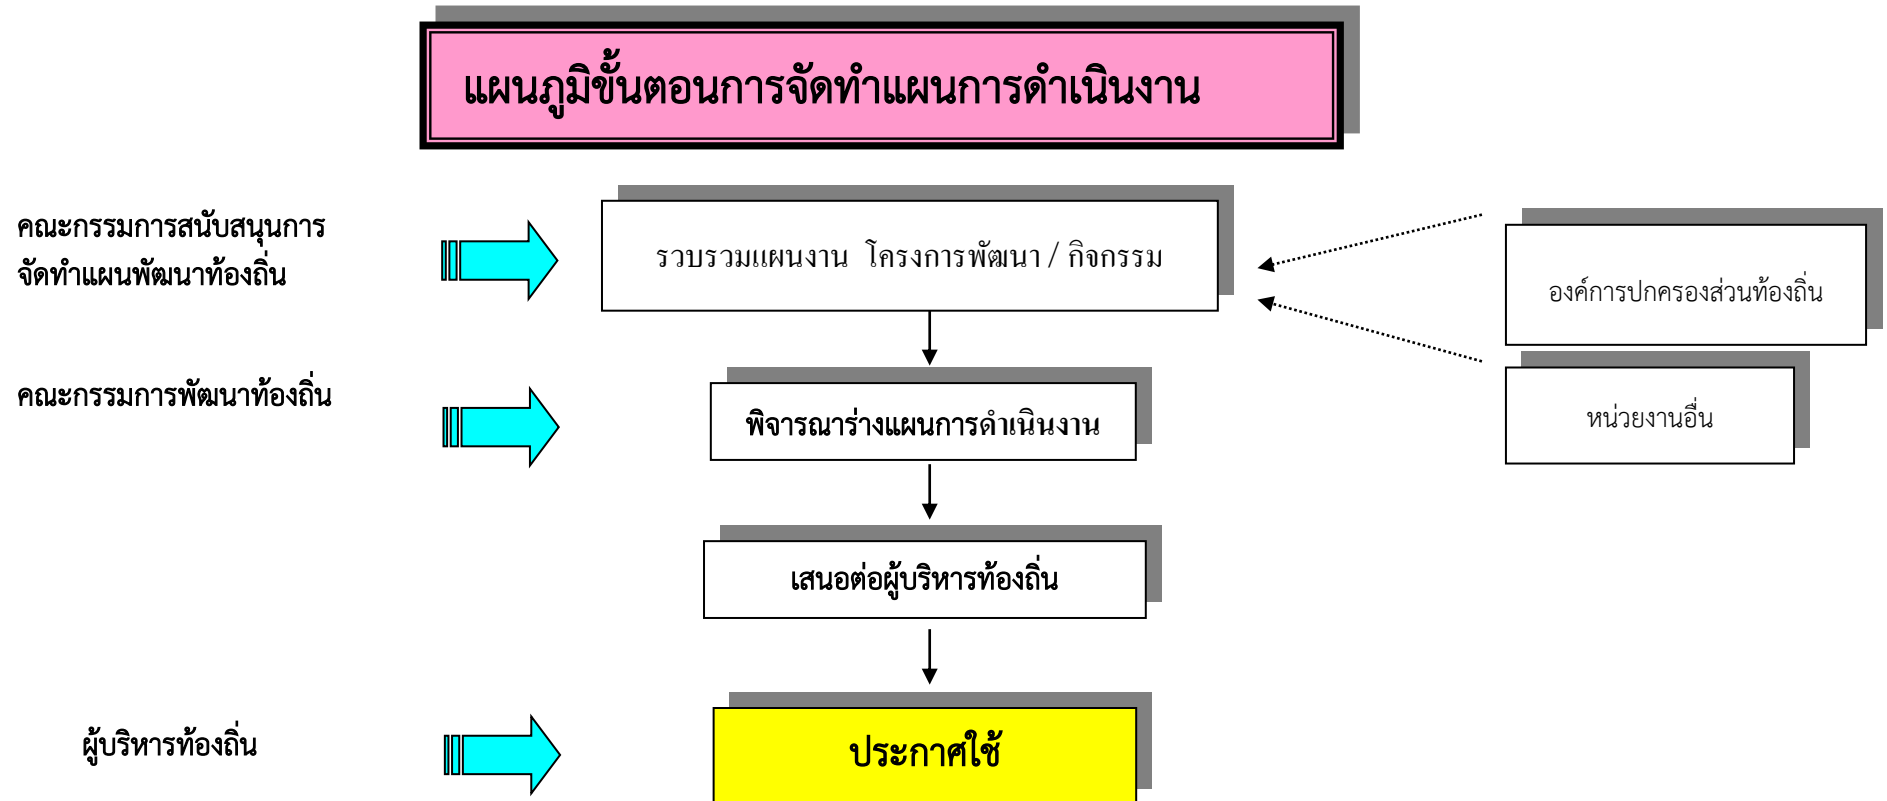 แผนภูมิขั้นตอนการจัดทำแผนการดำเนินงาน
คณะกรรมการสนับสนุนการ
จัดทำแผนพัฒนาท้องถิ่น
รวบรวมแผนงาน โครงการพัฒนา / กิจกรรม
องค์การปกครองส่วนท้องถิ่น
คณะกรรมการพัฒนาท้องถิ่น
พิจารณาร่างแผนการดำเนินงาน
หน่วยงานอื่น
เสนอต่อผู้บริหารท้องถิ่น
ผู้บริหารท้องถิ่น
ประกาศใช้